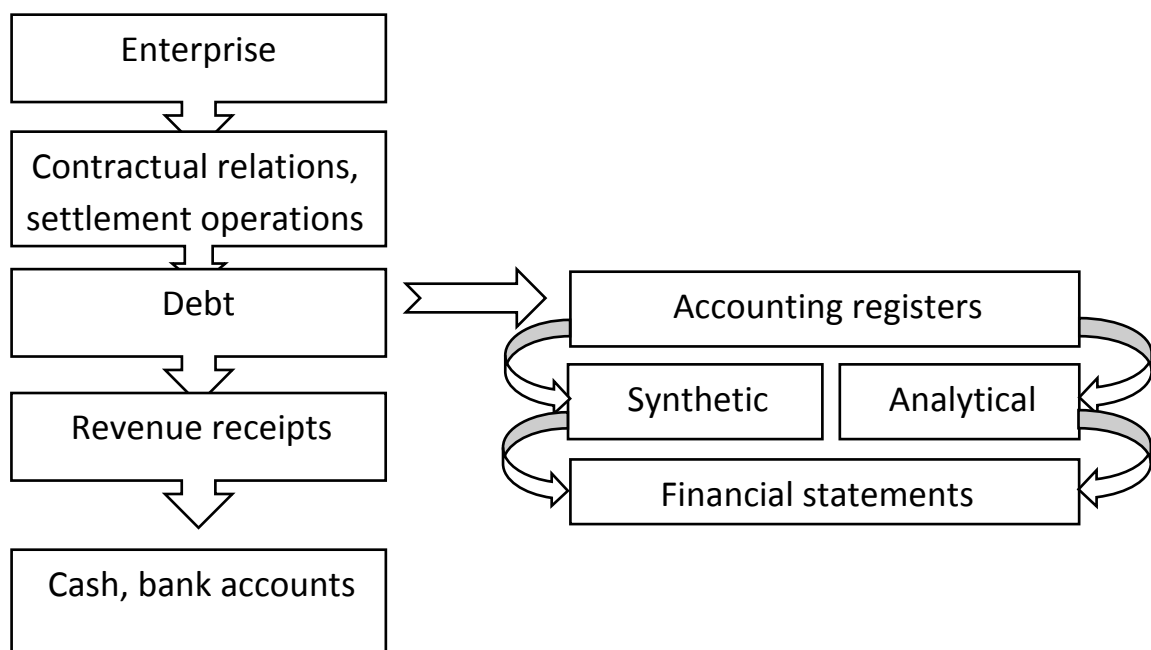 Enterprise
Contractual relations,
settlement operations
Debt
Accounting registers
Synthetic
Analytical
Revenue receipts
Financial statements
Cash, bank accounts